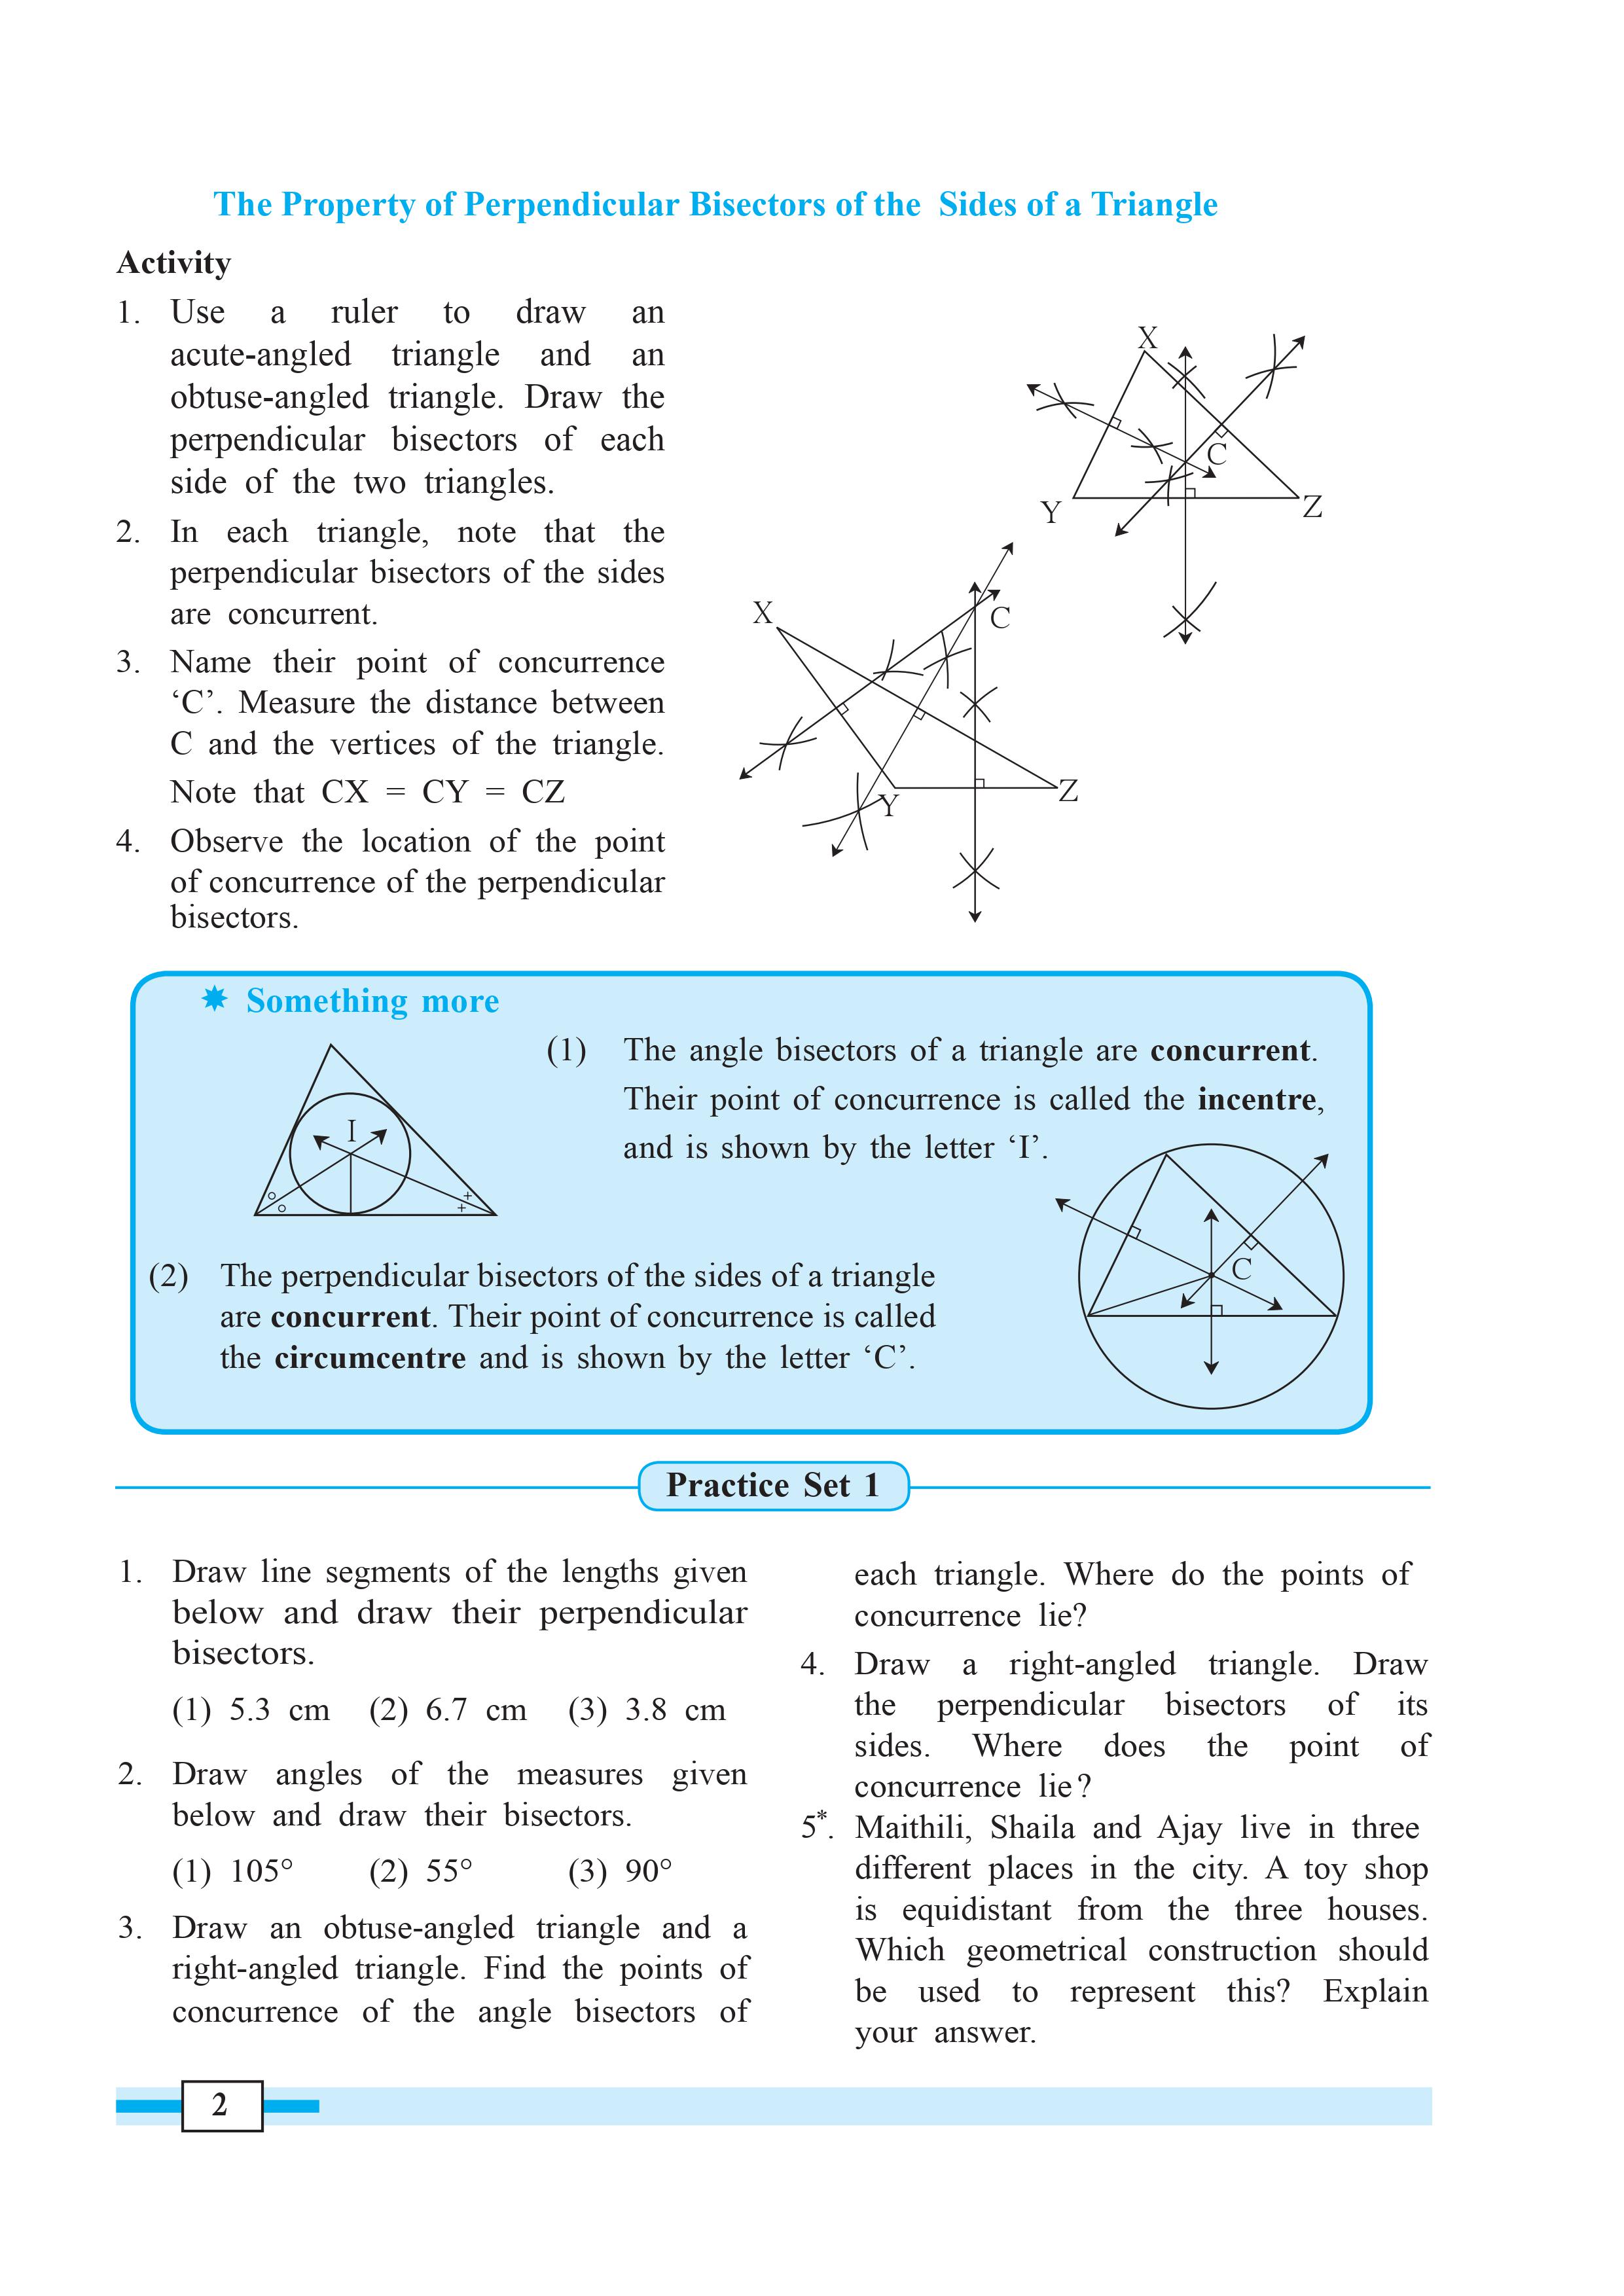 The Property of Perpendicular Bisectors of the Sides of a Triangle
Activity
1. Use a ruler to draw an
acute-angled triangle and an
obtuse-angled triangle. Draw the
perpendicular bisectors of each
side of the two triangles.
2. In each triangle, note that the
perpendicular bisectors of the sides
are concurrent.
3. Name their point of concurrence
‘C’. Measure the distance between
C and the vertices of the triangle.
Note that CX = CY = CZ
4. Observe the location of the point
of concurrence of the perpendicular
bisectors.
X
C
Y
Z
X
C
Y
Z
✷ Something more
(1) The angle bisectors of a triangle are concurrent.
Their point of concurrence is called the incentre,
and is shown by the letter ‘I’.
I
(2) The perpendicular bisectors of the sides of a triangle
are concurrent. Their point of concurrence is called
the circumcentre and is shown by the letter ‘C’.
C
Practice Set 1
1. Draw line segments of the lengths given
below and draw their perpendicular
bisectors.
(1) 5.3 cm (2) 6.7 cm (3) 3.8 cm
2. Draw angles of the measures given
below and draw their bisectors.
(1) 105° (2) 55° (3) 90°
3. Draw an obtuse-angled triangle and a
right-angled triangle. Find the points of
concurrence of the angle bisectors of
each triangle. Where do the points of
concurrence lie?
4. Draw a right-angled triangle. Draw
the perpendicular bisectors of its
sides. Where does the point of
concurrence lie ?
5*. Maithili, Shaila and Ajay live in three
different places in the city. A toy shop
is equidistant from the three houses.
Which geometrical construction should
be used to represent this? Explain
your answer.
2